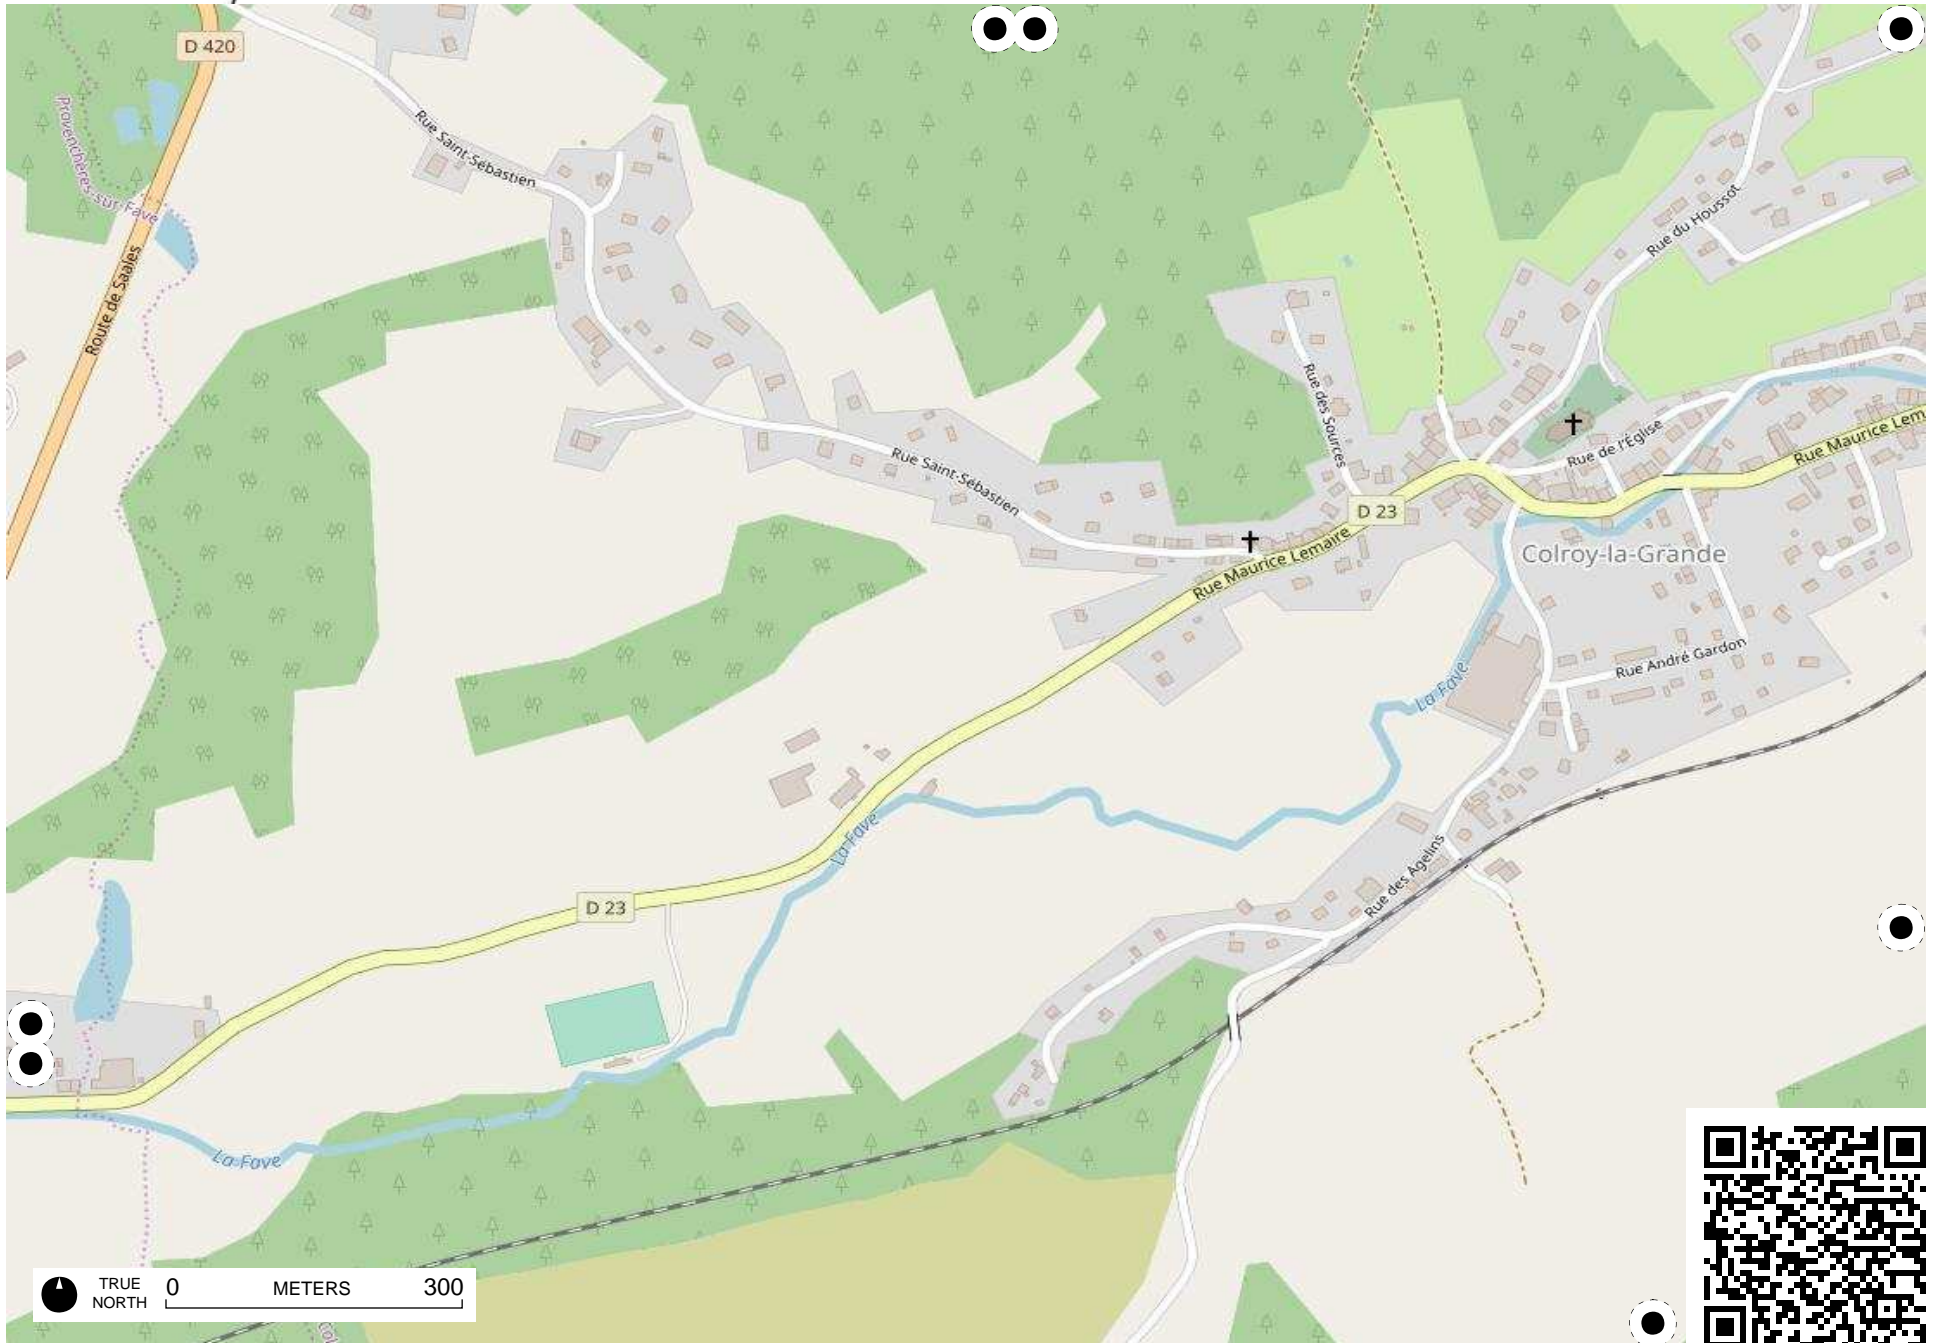 D 420
Provenchères-sur-Fave
Rue Saint-Sébastien
Route de Saales
Rue du Houssot
Rue des Sources
Rue de l'Église
Rue Maurice Lem
Rue Saint-Sébastien
D 23
Rue Maurice Lemaire
Colroy-la-Grande
Rue André Gardon
La Fave
La Fave
Rue des Agelins
D 23
La Fave
TRUE
NORTH
0 METERS 300
Col